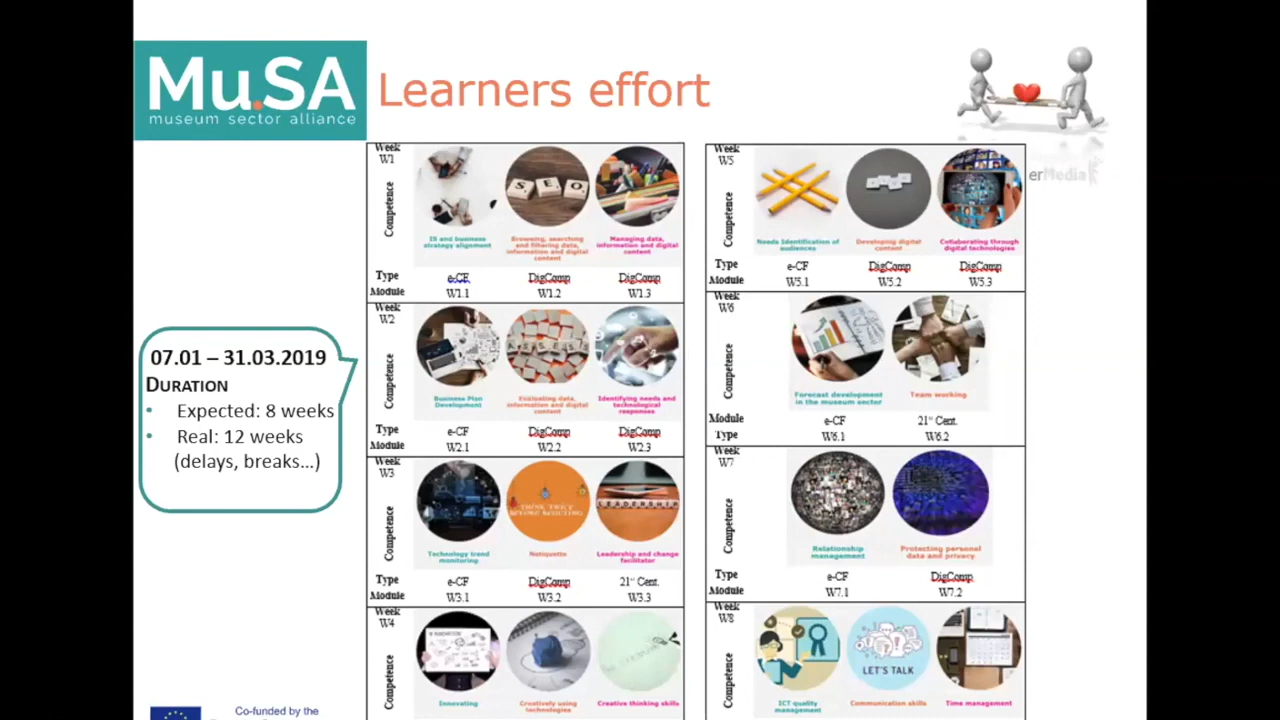 Mu.SA
museum sector alliance
Learners effort
erMedia
07.01 – 31.03.2019
DURATION
• Expected: 8 weeks
• Real: 12 weeks
(delays, breaks...)
Week
W1
Competence
SEO
IS and business
strategy alignment
Browsing, searching
and filtering data,
information and digital
content
Managing data,
information and digital
content
Type
e-CF
DigComp
DigComp
Module
W1.1
W1.2
W1.3
Week
W2
Competence
ASSESS
Business Plan
Development
Evaluating data,
information and digital
content
Identifying needs and
technological
responses
Type
e-CF
DigComp
DigComp
Module
W2.1
W2.2
W2.3
Week
W3
Competence
THINK TWICE
BEFORE POSTING
LEADERSHIP
Technology trend
monitoring
Netiquette
Leadership and change
facilitator
Type
e-CF
DigComp
21st Cent.
Module
W3.1
W3.2
W3.3
Week
W4
Competence
Innovating
Creatively using
technologies
Creative thinking skills
Week
W5
Competence
Needs Identification of
audiences
Developing digital
content
Collaborating through
digital technologies
Type
e-CF
DigComp
DigComp
Module
W5.1
W5.2
W5.3
Week
W6
Competence
Forecast development
in the museum sector
Team working
Module
e-CF
21st Cent.
Type
W6.1
W6.2
Week
W7
Competence
Relationship
management
Protecting personal
data and privacy
Type
e-CF
DigComp
Module
W7.1
W7.2
Week
W8
Competence
LET'S TALK
ICT quality
management
Communication skills
Time management
Co-funded by the